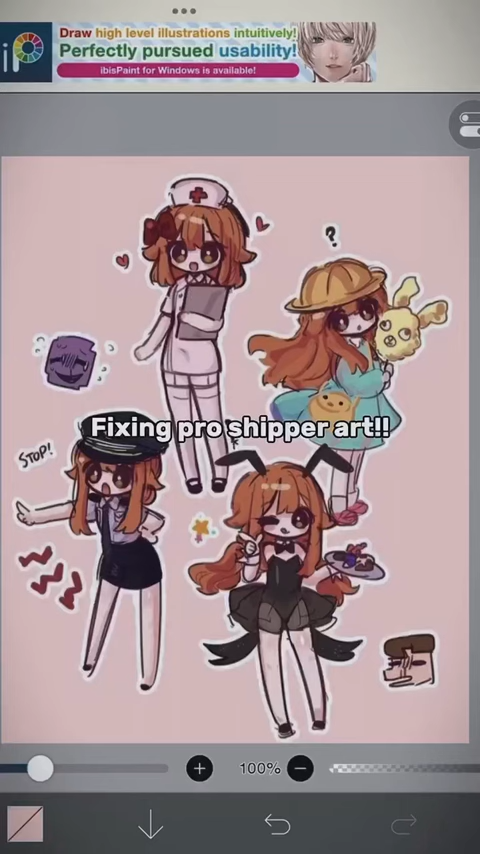 Draw high level illustrations intuitively!
iP
Perfectly pursued usability!
ibisPaint for Windows is available!
?
Fixing pro shipper art!!
STOP!
100%